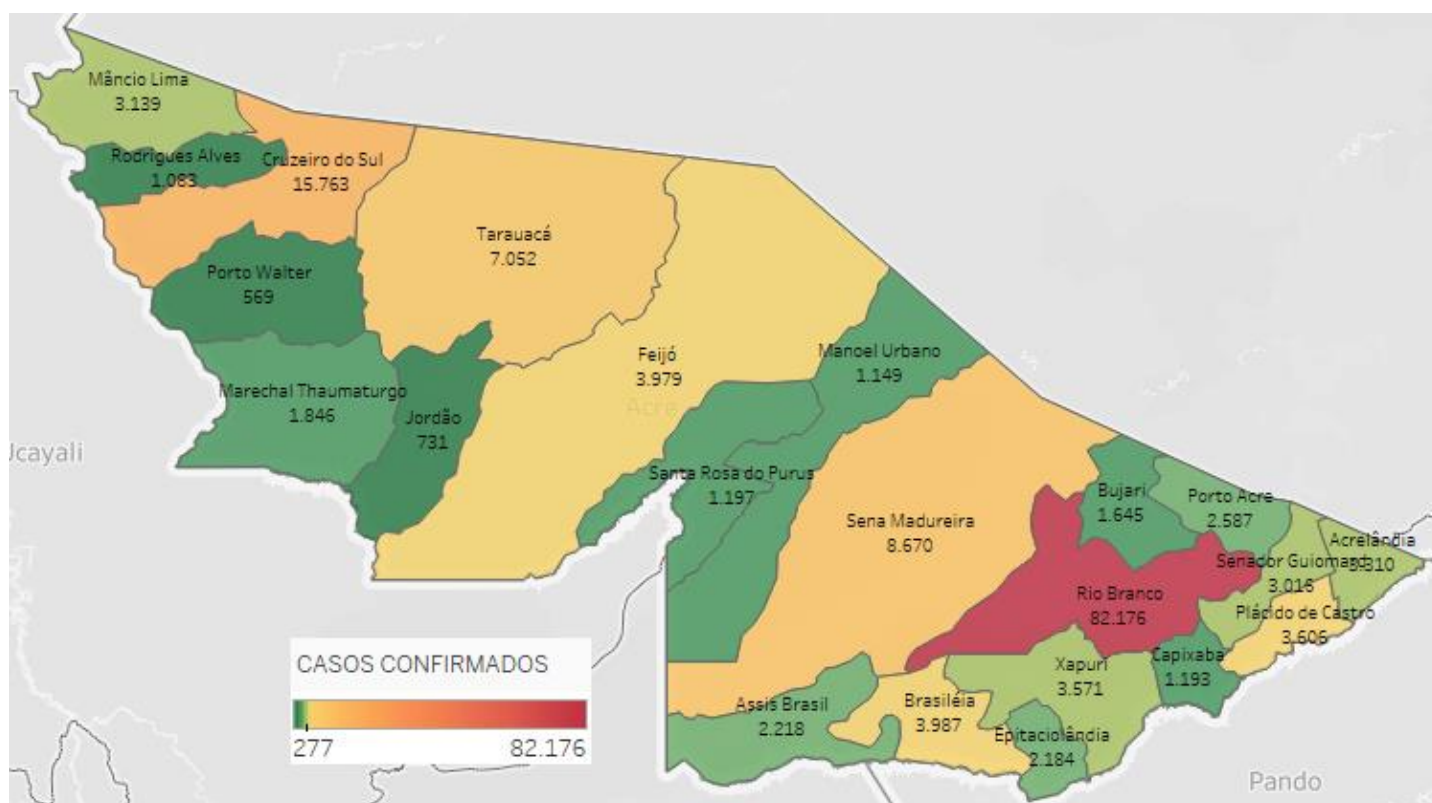 Mâncio Lima
3.139
Rodrigues Alves
1.083
Cruzeiro do Sul
15.763
Tarauacá
7.052
Porto Walter
569
Feijó
3.979
Acre
Manoel Urbano
1.149
Marechal Thaumaturgo
1.846
Jordão
731
Ucayali
Santa Rosa do Purus
1.197
Sena Madureira
8.670
Bujari
1.645
Porto Acre
2.587
Acrelândia
3.310
Senador Guiomard
3.016
Rio Branco
82.176
Plácido de Castro
3.606
Xapuri
3.571
Capixaba
1.193
Assis Brasil
2.218
Brasiléia
3.987
Epitaciolândia
2.184
CASOS CONFIRMADOS
277
82.176
Pando